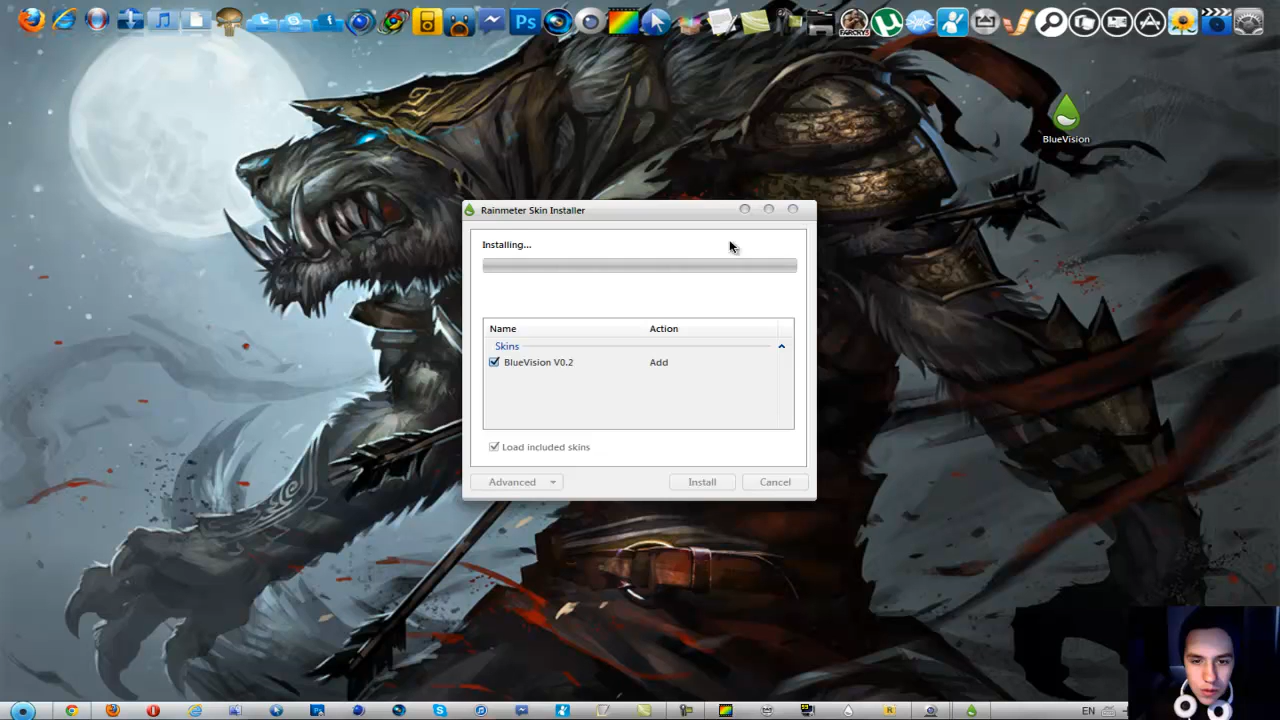 Ps
BlueVision
Rainmeter Skin Installer
Installing...
Name Action
Skins
BlueVision V0.2 Add
Load included skins
Advanced Install Cancel
EN